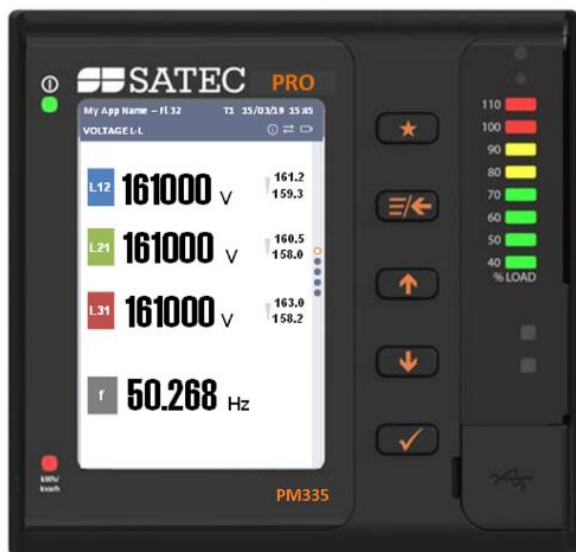 SATEC PRO
My App Name – Fl 32 T1 15/03/19 15:45
VOLTAGE L-L
L12 161000 V 161.2
159.3
L21 161000 V 160.5
158.0
L31 161000 V 163.0
158.2
f 50.268 Hz
110
100
90
80
70
60
50
40
% LOAD
kWh/
kvarh
PM335